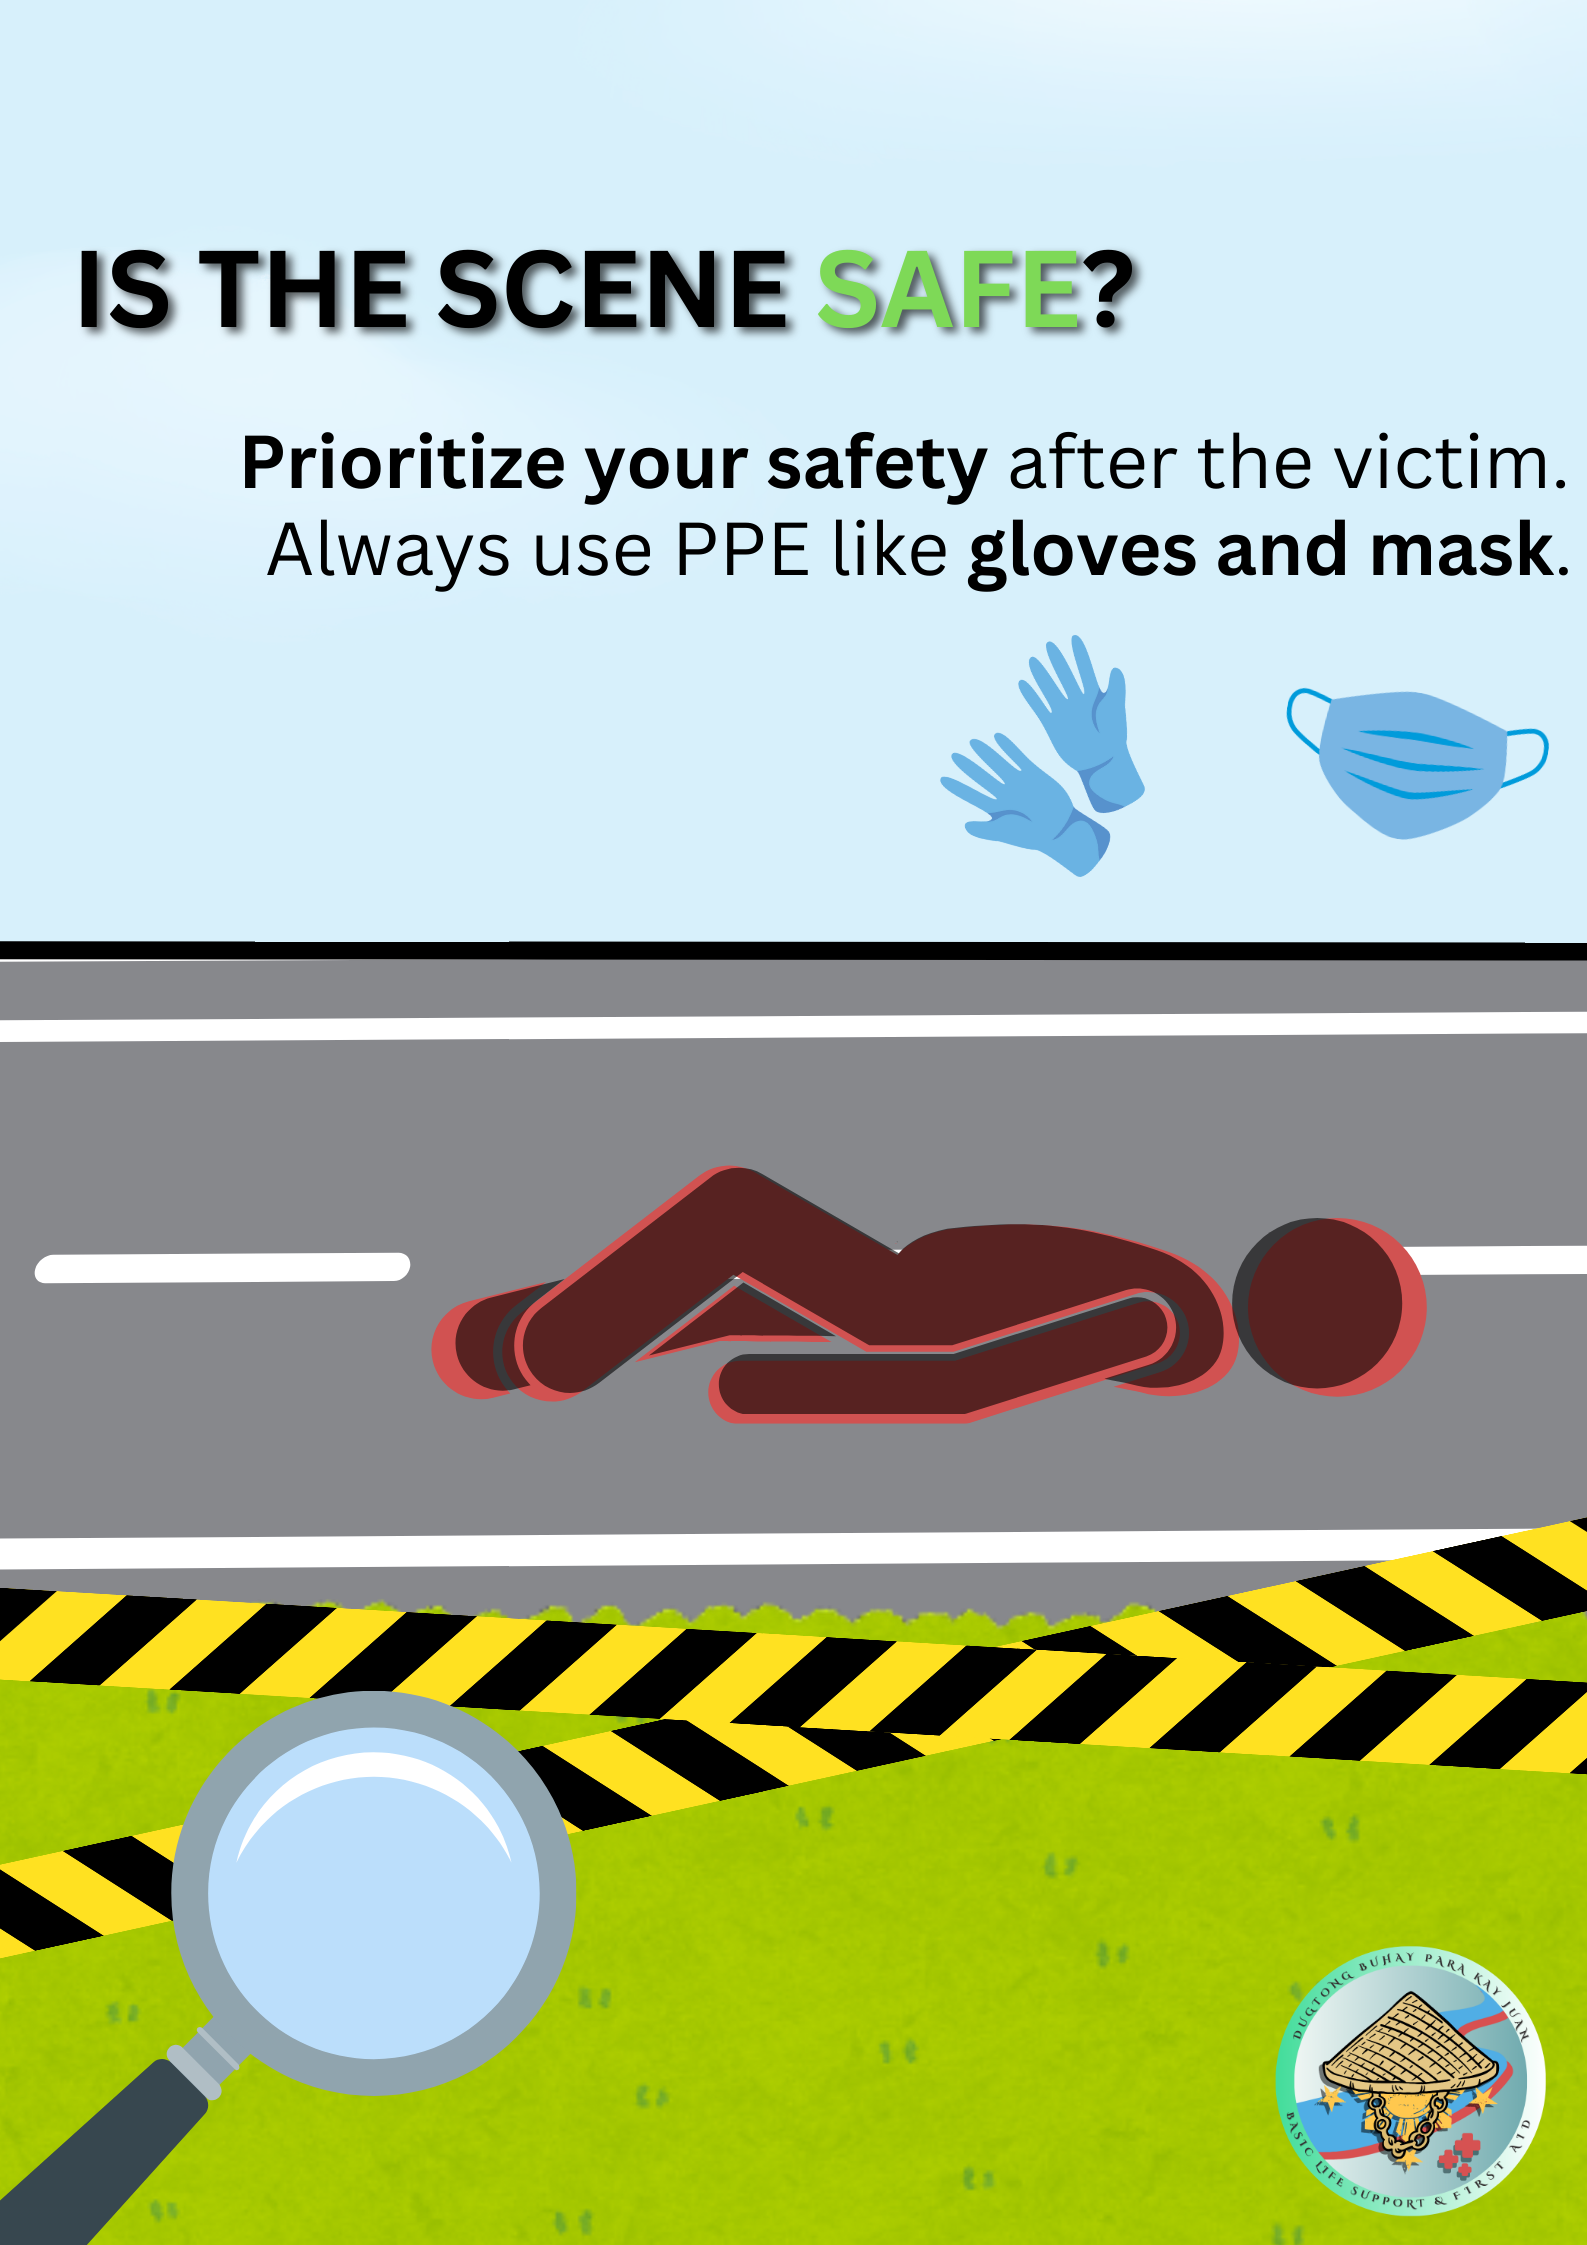 IS THE SCENE SAFE?
Prioritize your safety after the victim.
Always use PPE like gloves and mask.
DUGTONG BUHAY PARA KAY JUAN
BASIC LIFE SUPPORT & FIRST AID